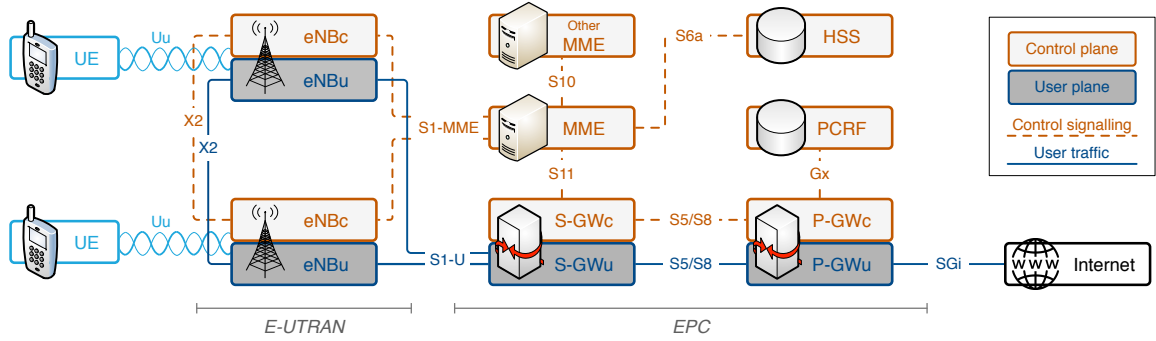 UE
Uu
eNBc
eNBu
X2
X2
UE
Uu
eNBc
eNBu
S1-MME
S1-U
Other
MME
S10
MME
S11
S-GWc
S-GWu
S6a
HSS
PCRF
Gx
S5/S8
S5/S8
P-GWc
P-GWu
SGi
WWW
Internet
Control plane
User plane
Control signalling
User traffic
E-UTRAN
EPC